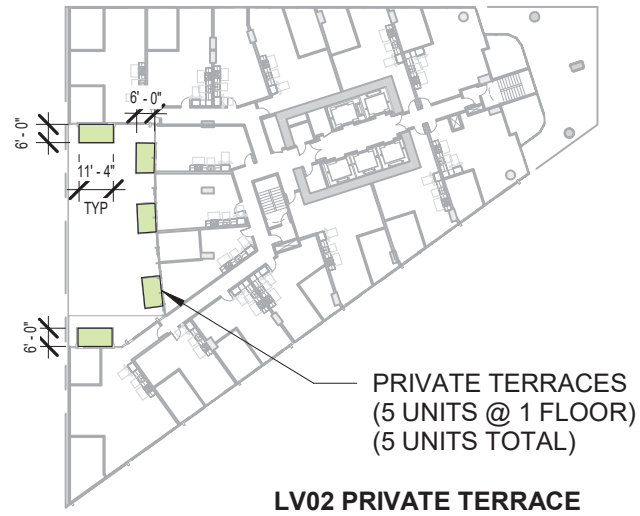 6' - 0"
6' - 0"
11' - 4"
TYP
6' - 0"
PRIVATE TERRACES
(5 UNITS @ 1 FLOOR)
(5 UNITS TOTAL)
LV02 PRIVATE TERRACE